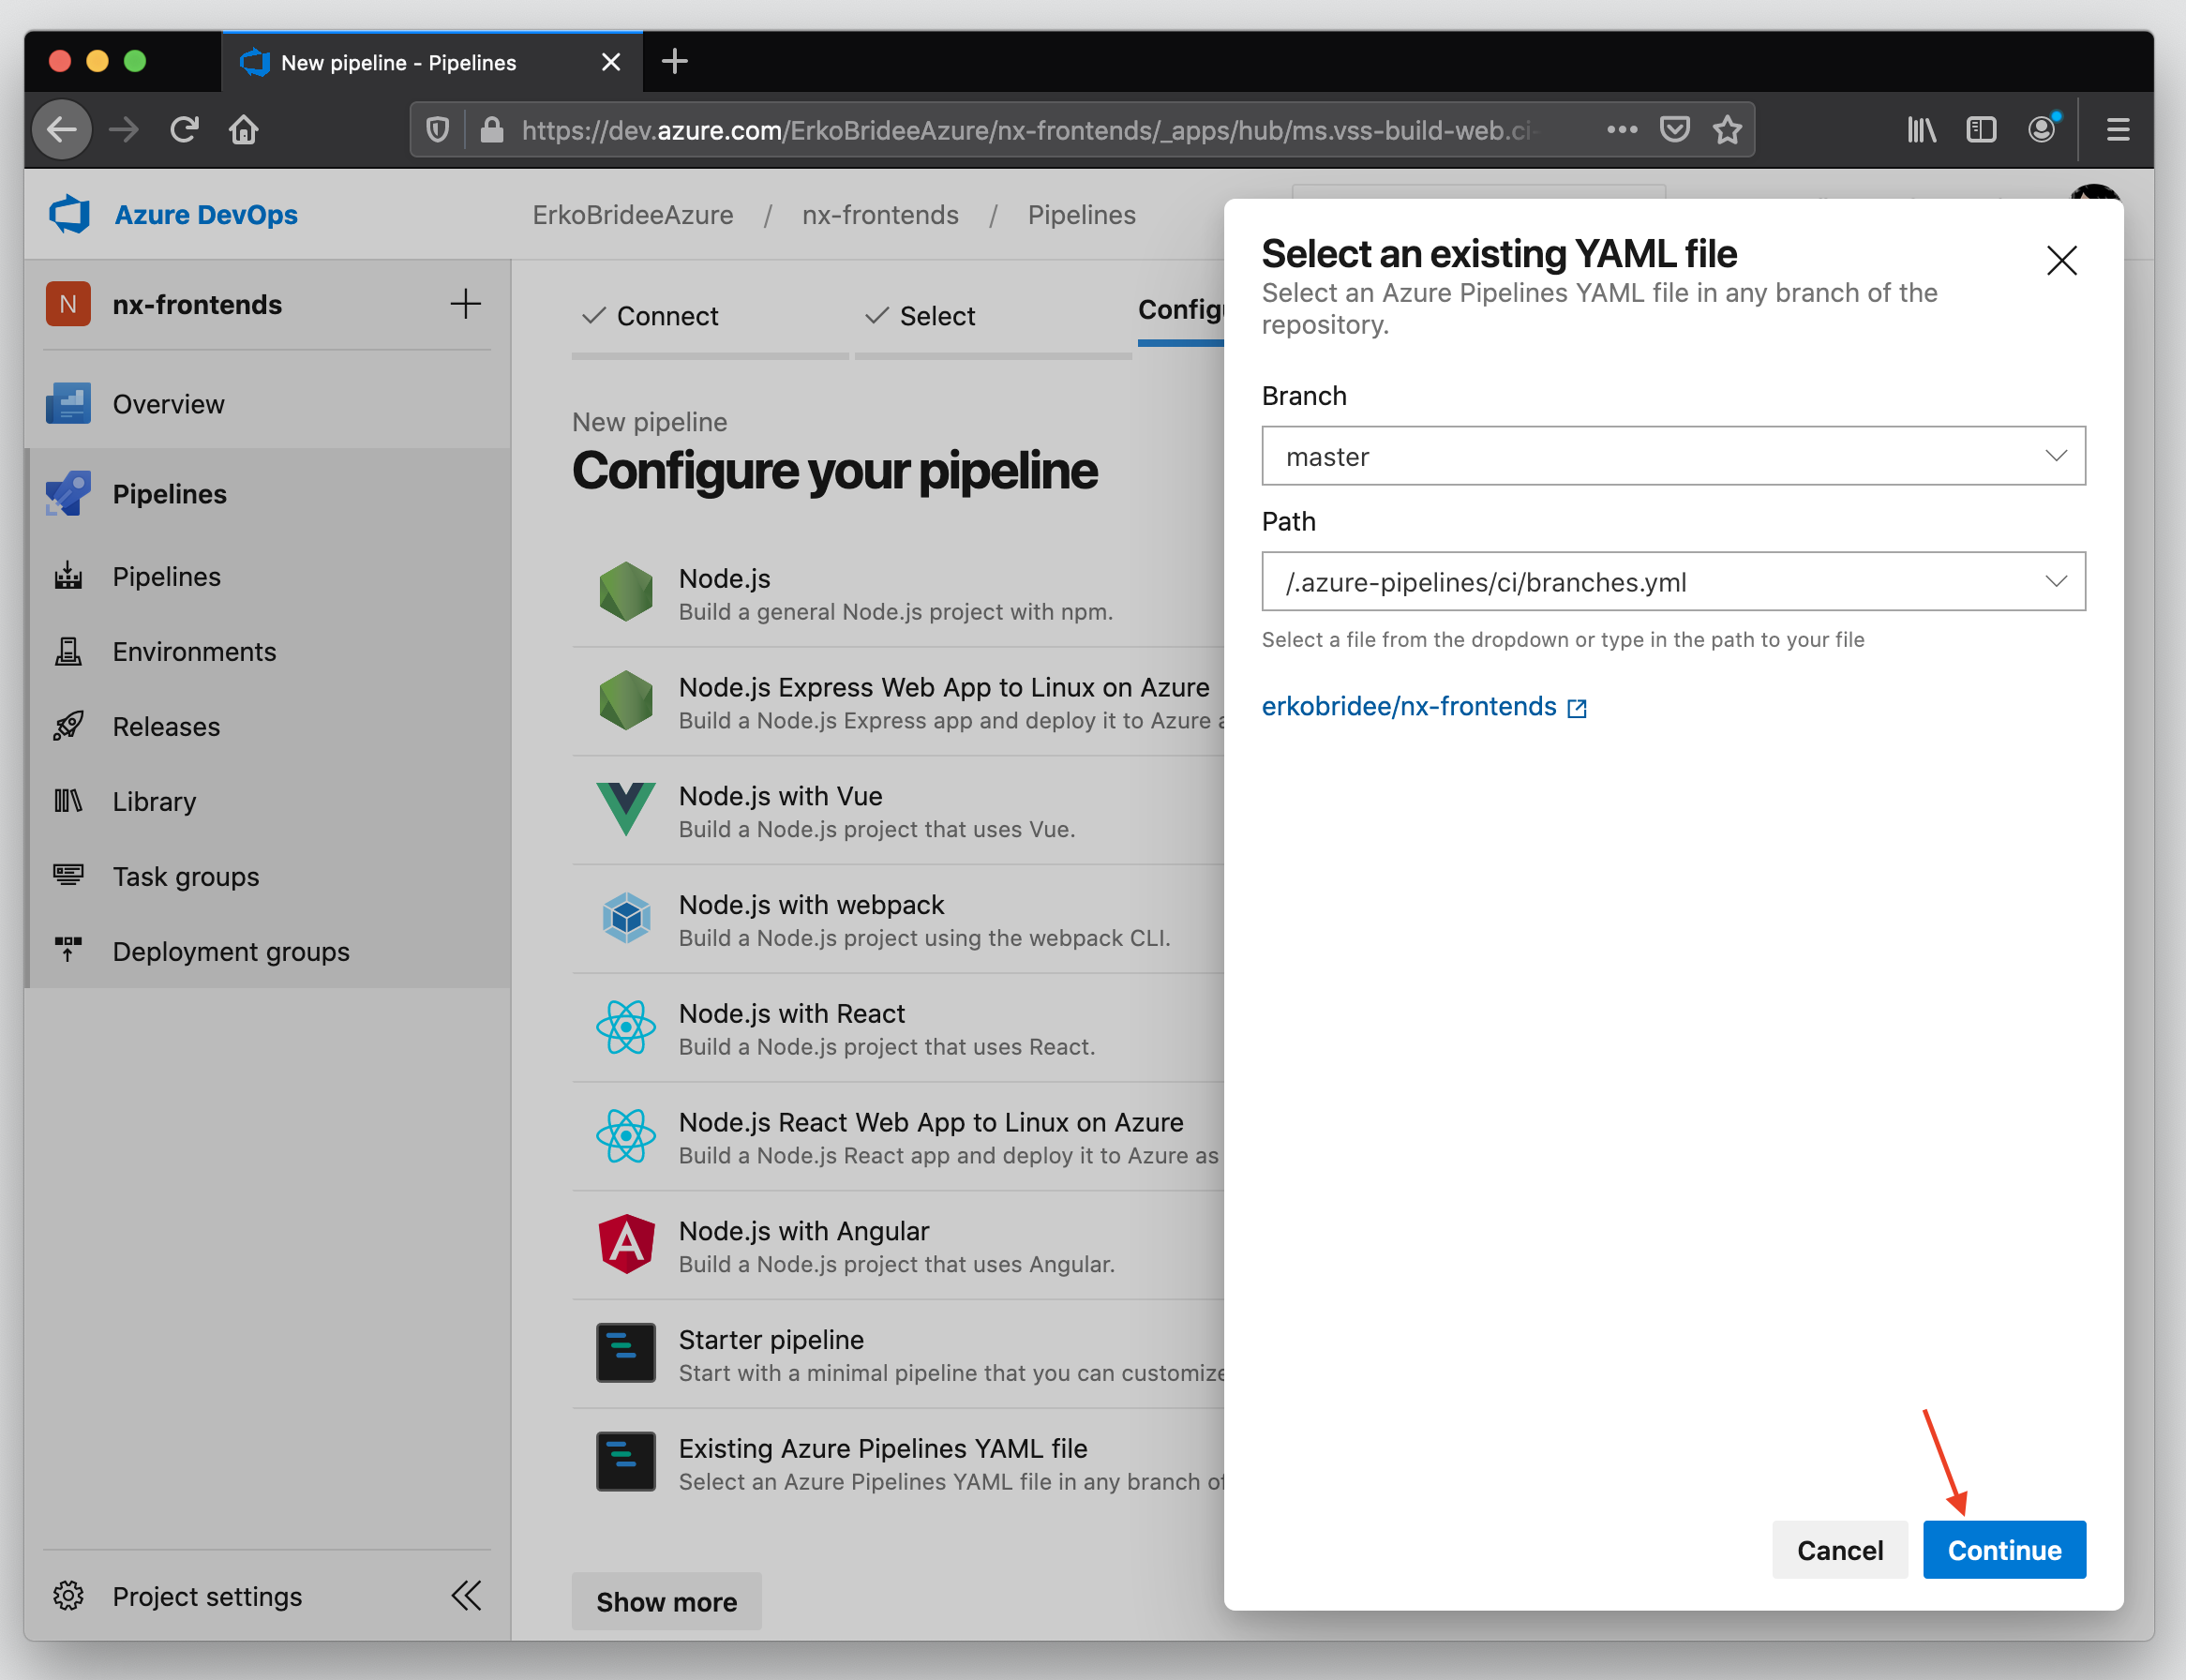 New pipeline - Pipelines
https://dev.azure.com/ErkoBrideeAzure/nx-frontends/_apps/hub/ms.vss-build-web.ci-
Azure DevOps
ErkoBrideeAzure / nx-frontends / Pipelines
N nx-frontends
Overview
Pipelines
Pipelines
Environments
Releases
Library
Task groups
Deployment groups
Project settings
Connect
Select
Configu
New pipeline
Configure your pipeline
Node.js
Build a general Node.js project with npm.
Node.js Express Web App to Linux on Azure
Build a Node.js Express app and deploy it to Azure a
Node.js with Vue
Build a Node.js project that uses Vue.
Node.js with webpack
Build a Node.js project using the webpack CLI.
Node.js with React
Build a Node.js project that uses React.
Node.js React Web App to Linux on Azure
Build a Node.js React app and deploy it to Azure as
Node.js with Angular
Build a Node.js project that uses Angular.
Starter pipeline
Start with a minimal pipeline that you can customize
Existing Azure Pipelines YAML file
Select an Azure Pipelines YAML file in any branch of
Show more
Select an existing YAML file
Select an Azure Pipelines YAML file in any branch of the
repository.
Branch
master
Path
/.azure-pipelines/ci/branches.yml
Select a file from the dropdown or type in the path to your file
erkobridee/nx-frontends
Cancel
Continue